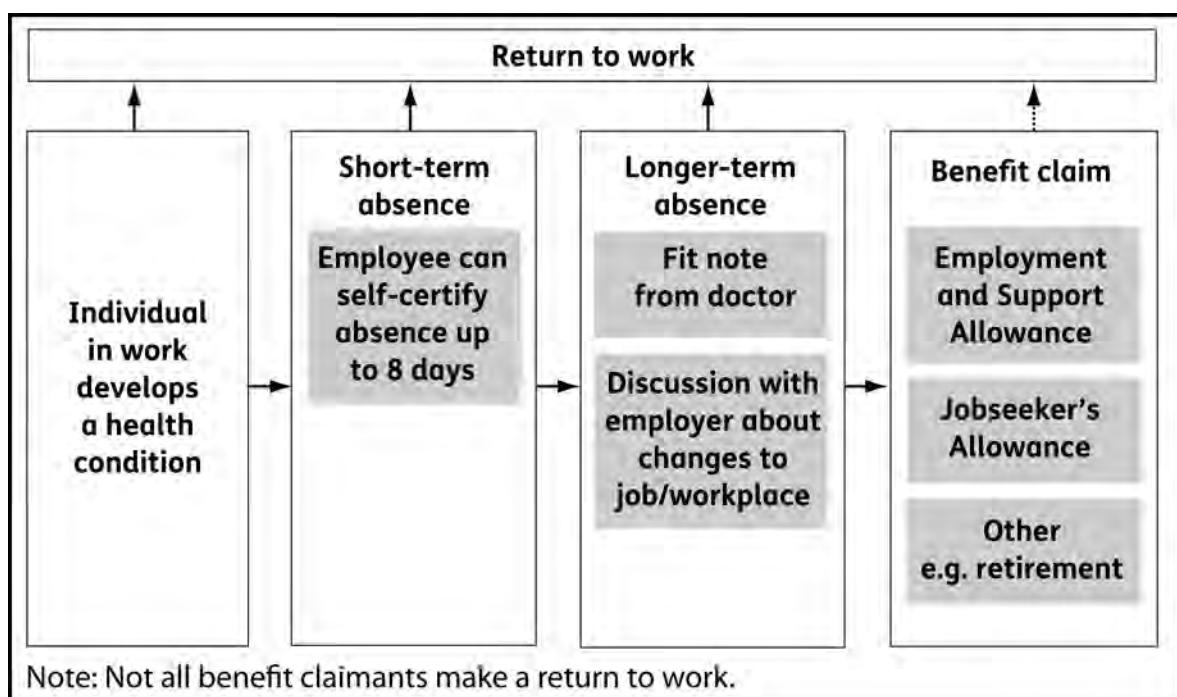 Return to work
Individual
in work
develops
a health
condition
Short-term
absence
Employee can
self-certify
absence up
to 8 days
Longer-term
absence
Fit note
from doctor
Discussion with
employer about
changes to
job/workplace
Benefit claim
Employment
and Support
Allowance
Jobseeker's
Allowance
Other
e.g. retirement
Note: Not all benefit claimants make a return to work.